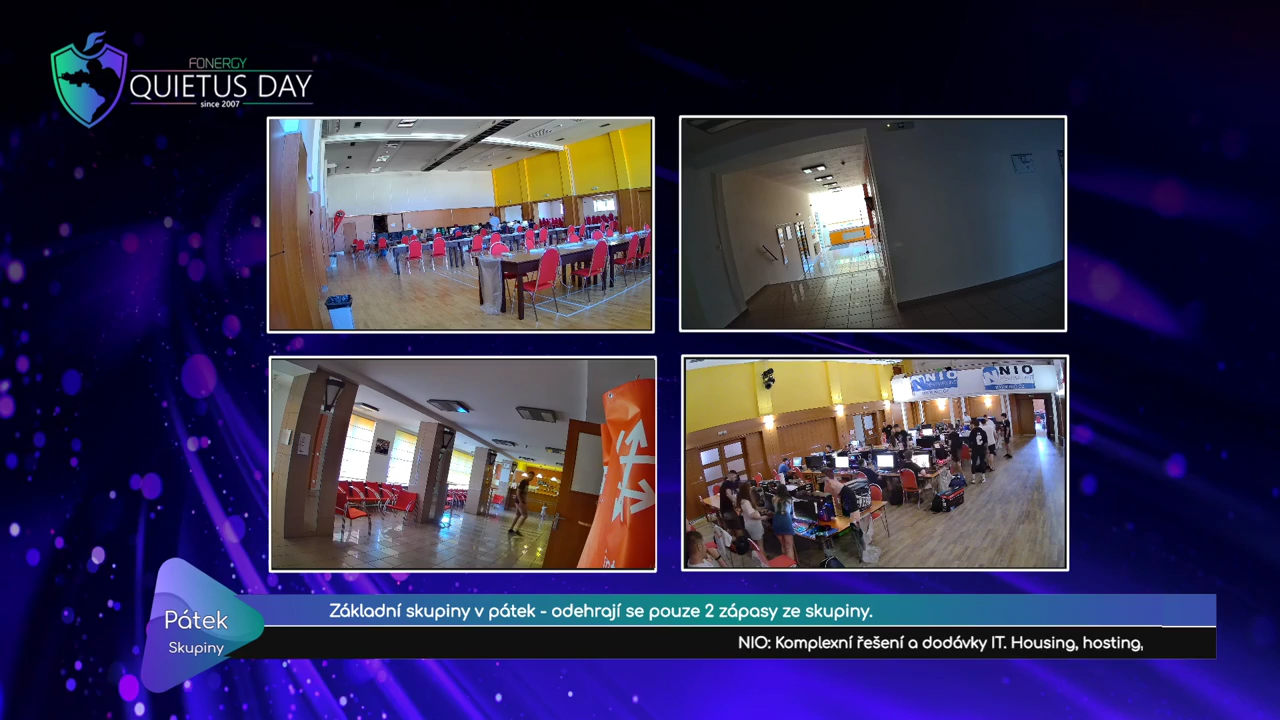 FONERGY
QUIETUS DAY
since 2007
NIO
NIO
Pátek
Skupiny
Základní skupiny v pátek - odehrají se pouze 2 zápasy ze skupiny.
NIO: Komplexní řešení a dodávky IT. Housing, hosting,